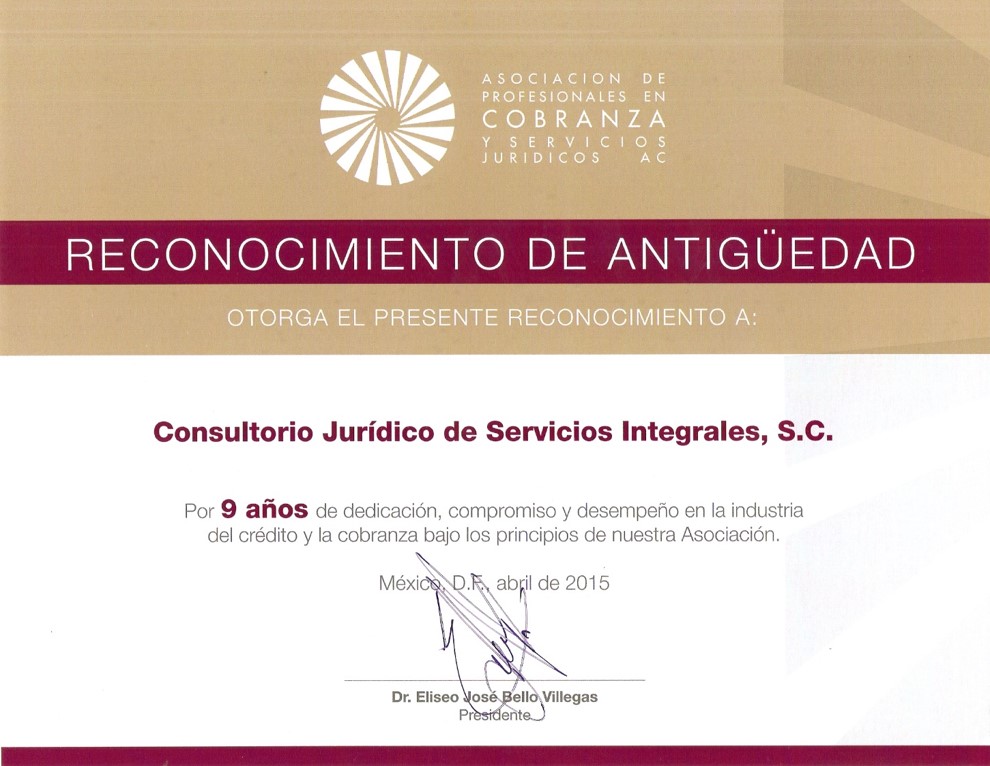 ASOCIACION DE
PROFESIONALES EN
COBRANZA
Y SERVICIOS
JURIDICOS AC
RECONOCIMIENTO DE ANTIGÜEDAD
OTORGA EL PRESENTE RECONOCIMIENTO A:
Consultorio Jurídico de Servicios Integrales, S.C.
Por 9 años de dedicación, compromiso y desempeño en la industria
del crédito y la cobranza bajo los principios de nuestra Asociación.
México, D.F., abril de 2015
Dr. Eliseo José Bello Villegas
Presidente